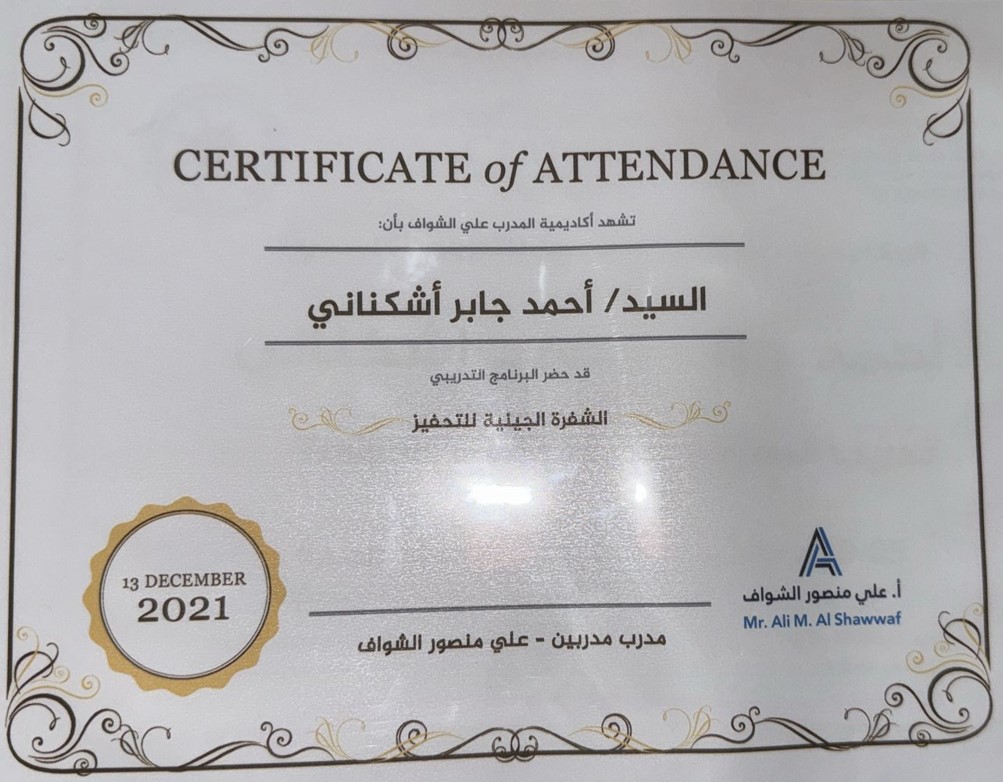 CERTIFICATE of ATTENDANCE
تشهد أكاديمية المدرب علي الشواف بأن:
السيد/ أحمد جابر أشكناني
قد حضر البرنامج التدريبي
الشفرة الجينية للتحفيز
13 DECEMBER
2021
أ. علي منصور الشواف
Mr. Ali M. Al Shawwaf
مدرب مدربين - علي منصور الشواف